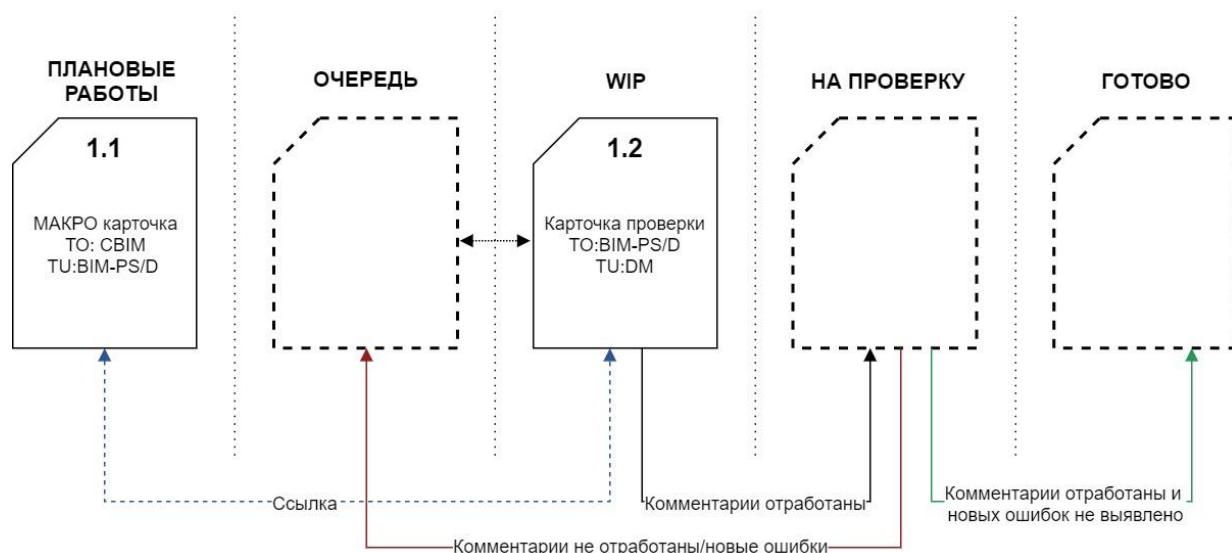 ПЛАНОВЫЕ
РАБОТЫ
ОЧЕРЕДЬ
WIP
НА ПРОВЕРКУ
ГОТОВО
1.1
МАКРО карточка
TO: CBIM
TU:BIM-PS/D
1.2
Карточка проверки
TO:BIM-PS/D
TU:DM
Ссылка
Комментарии отработаны
Комментарии отработаны и
новых ошибок не выявлено
Комментарии не отработаны/новые ошибки